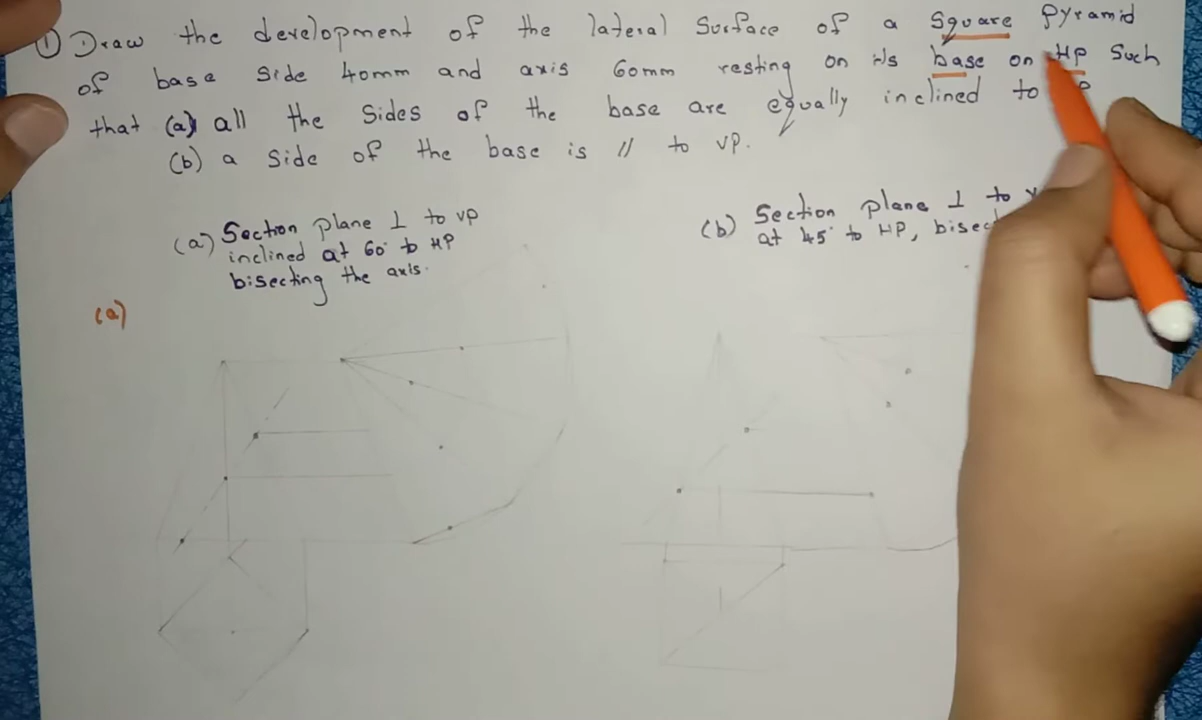 ① Draw the development of the lateral Surface of a Square Pyramid
of base side 40mm and axis 60mm resting on its base on HP Such
that (a) all the sides of the base are equally inclined to
(b) a side of the base is // to VP.
(a) Section plane ⊥ to VP
inclined at 60° to HP
bisecting the axis.
(b) Section plane ⊥ to
at 45° to HP,
(a)